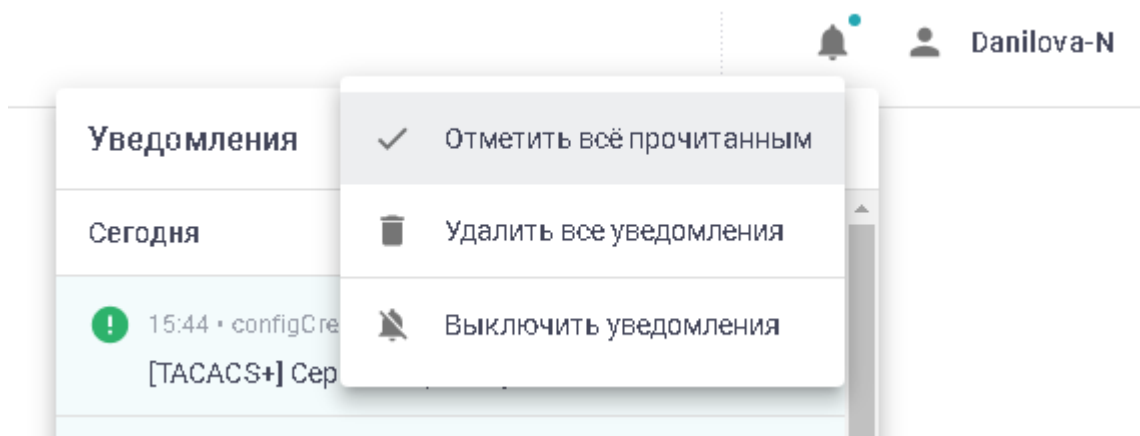 Danilova-N
Уведомления
Отметить всё прочитанным
Сегодня
Удалить все уведомления
15:44 • configCre
Выключить уведомления
[TACACS+] Сер